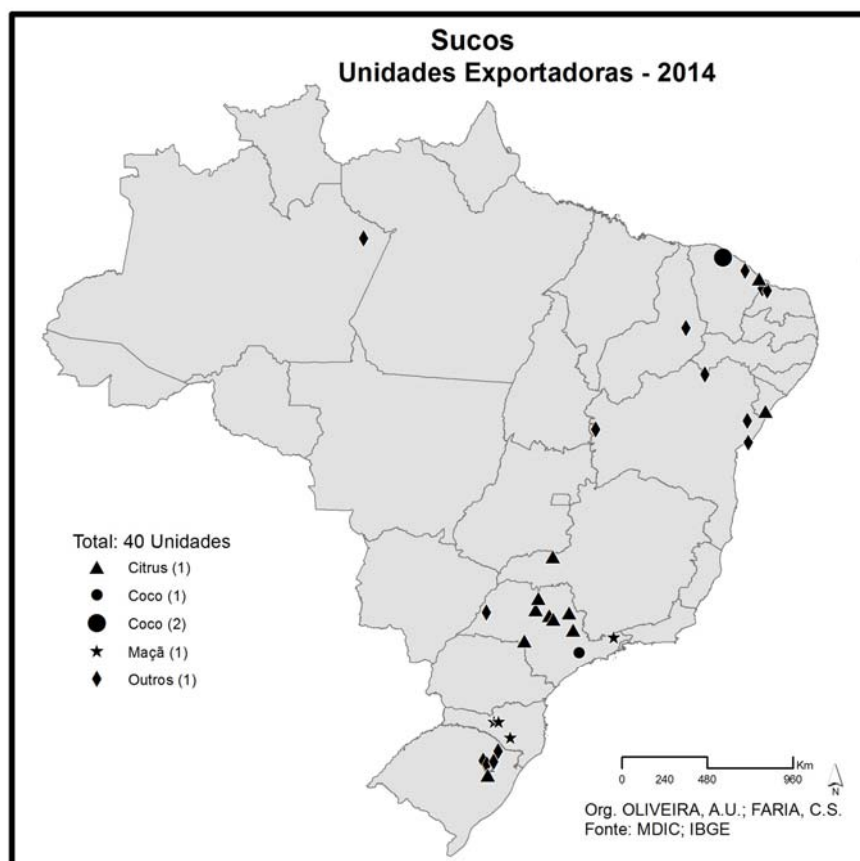 Sucos
Unidades Exportadoras - 2014
Total: 40 Unidades
Citrus (1)
Coco (1)
Coco (2)
Maçã (1)
Outros (1)
Km
0 240 480 960
N
Org. OLIVEIRA, A.U.; FARIA, C.S.
Fonte: MDIC; IBGE